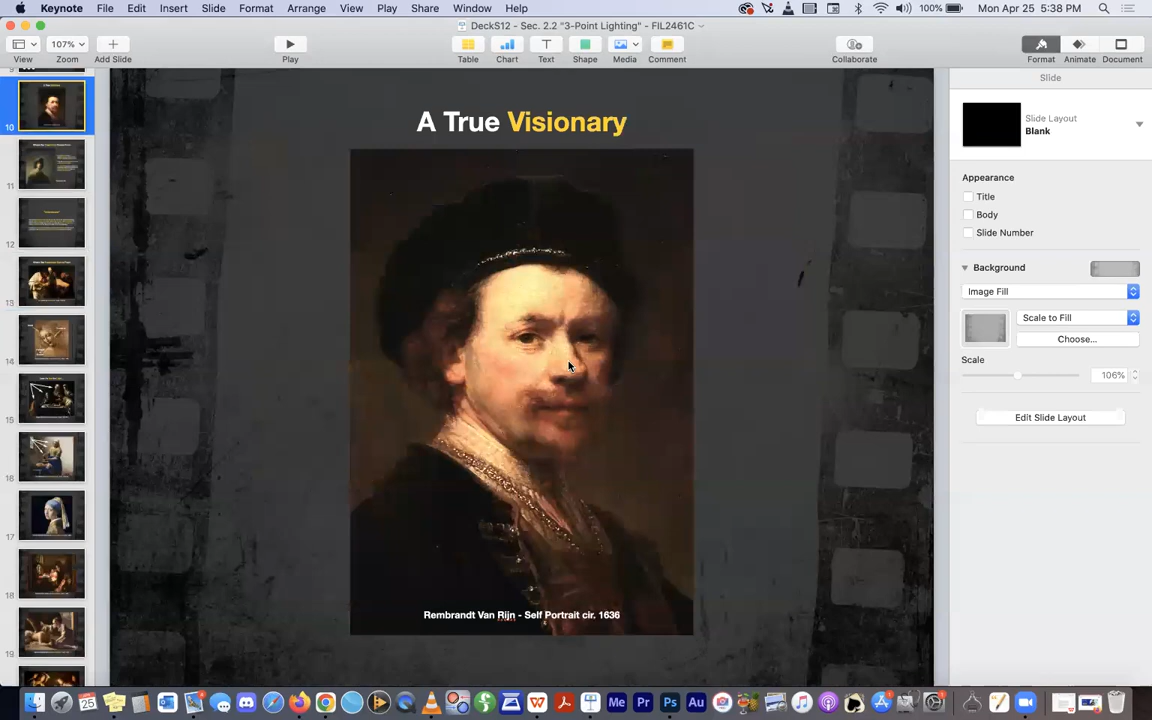 Keynote File Edit Insert Slide Format Arrange View Play Share Window Help 100% Mon Apr 25 5:38 PM
DeckS12 - Sec. 2.2 "3-Point Lighting" - FIL2461C
107%
View Zoom Add Slide Play Table Chart Text Shape Media Comment Collaborate Format Animate Document
Slide
Slide Layout
Blank
Appearance
Title
Body
Slide Number
Background
Image Fill
Scale to Fill
Choose...
Scale
106%
Edit Slide Layout
A True Visionary
Rembrandt Van Rijn - Self Portrait cir. 1636
10
11
12
13
14
15
16
17
18
19